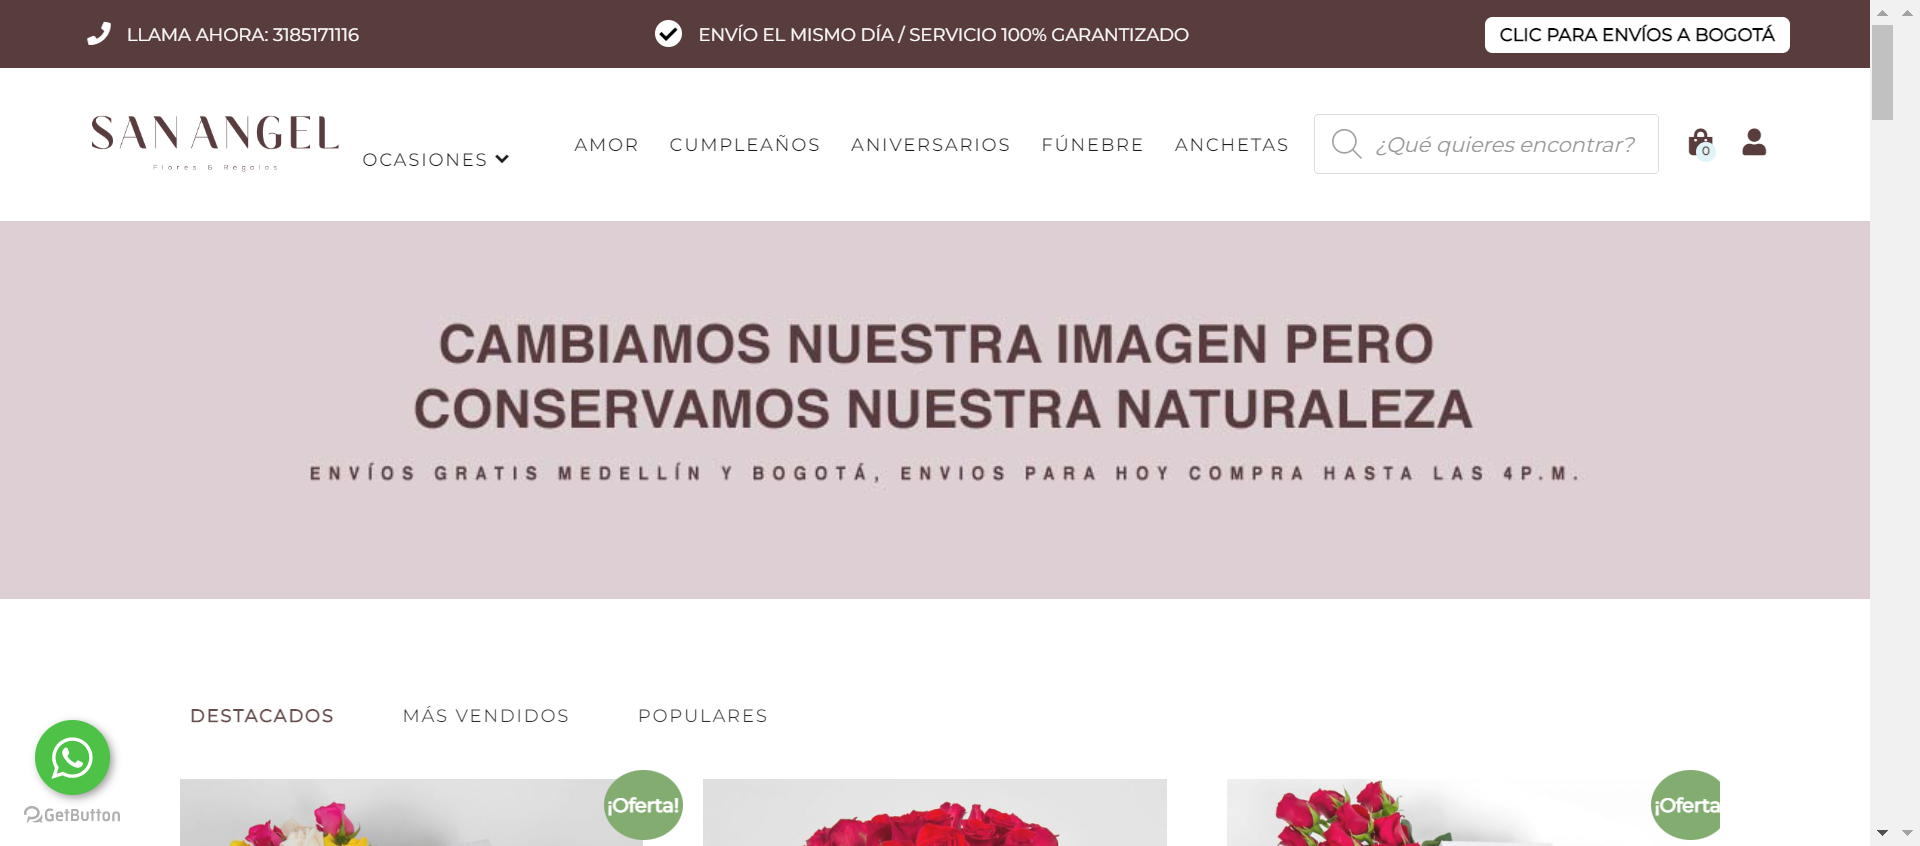 LLAMA AHORA: 3185171116
ENVÍO EL MISMO DÍA / SERVICIO 100% GARANTIZADO
CLIC PARA ENVÍOS A BOGOTÁ
SAN ANGEL
Flores & Regalos
OCASIONES
AMOR
CUMPLEAÑOS
ANIVERSARIOS
FÚNEBRE
ANCHETAS
¿Qué quieres encontrar?
0
CAMBIAMOS NUESTRA IMAGEN PERO
CONSERVAMOS NUESTRA NATURALEZA
ENVÍOS GRATIS MEDELLÍN Y BOGOTÁ, ENVIOS PARA HOY COMPRA HASTA LAS 4P.M.
DESTACADOS
MÁS VENDIDOS
POPULARES
¡Oferta!
¡Oferta
GetButton